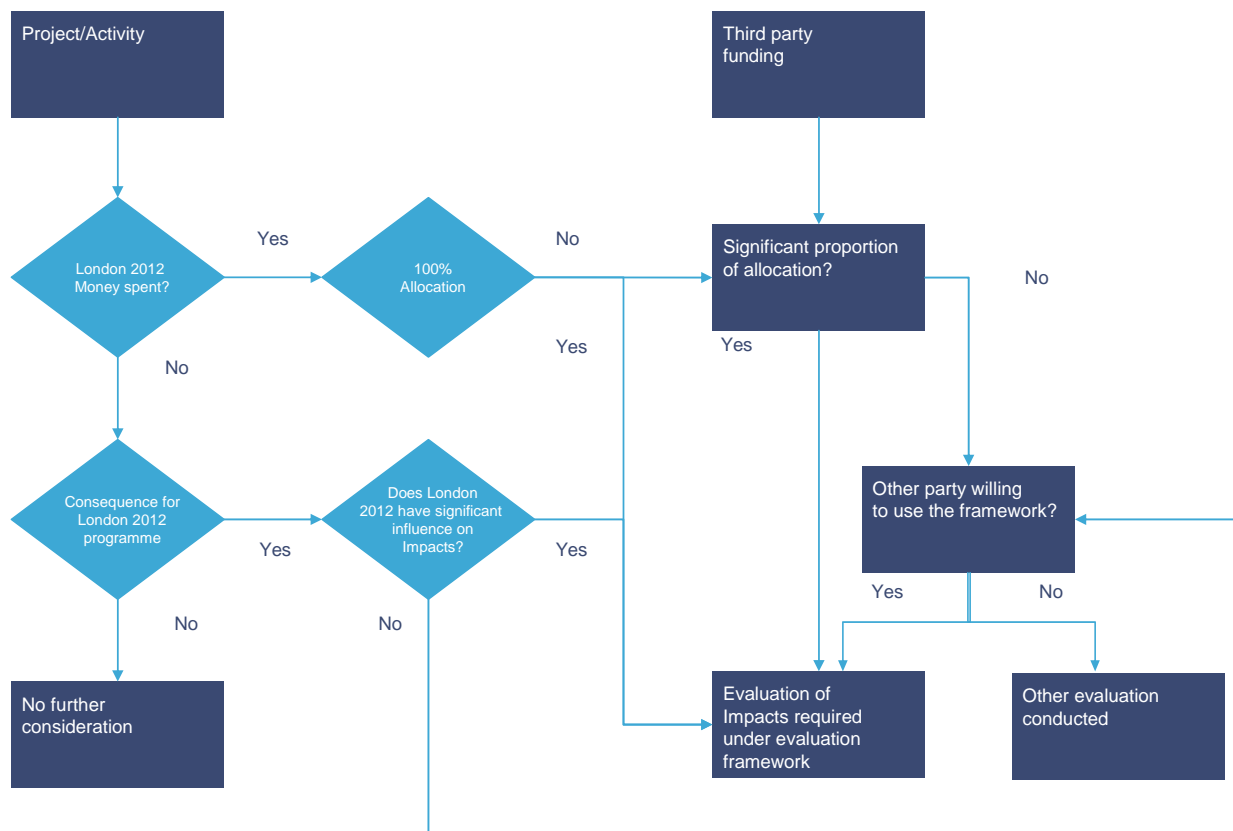 Project/Activity
Third party
funding
London 2012
Money spent?
Yes
100%
Allocation
No
Significant proportion
of allocation?
No
Yes
Yes
No
Consequence for
London 2012
programme
Yes
Does London
2012 have significant
influence on
Impacts?
Yes
Other party willing
to use the framework?
Yes
No
No
No
No further
consideration
Evaluation of
Impacts required
under evaluation
framework
Other evaluation
conducted